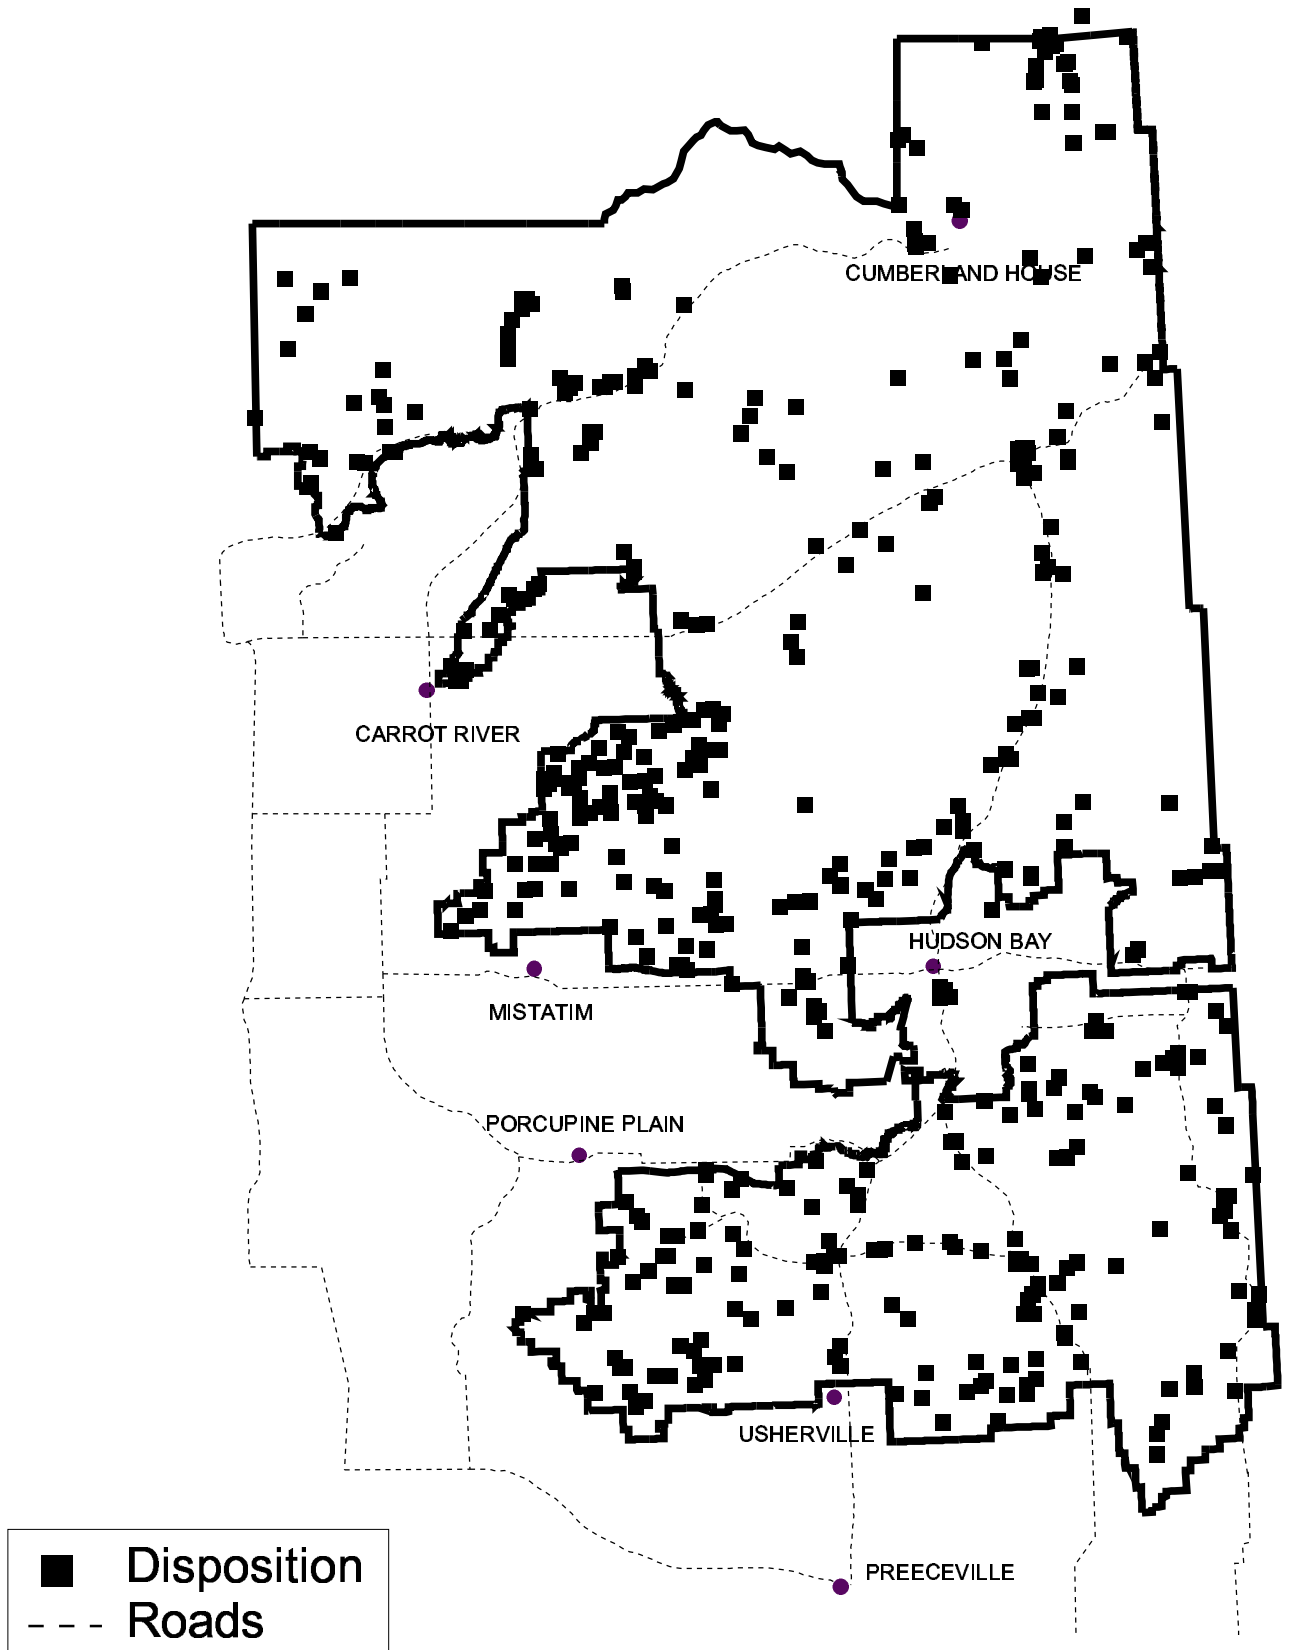 CUMBERLAND HOUSE
CARROT RIVER
HUDSON BAY
MISTATIM
PORCUPINE PLAIN
USHERVILLE
PREECEVILLE
Disposition
Roads